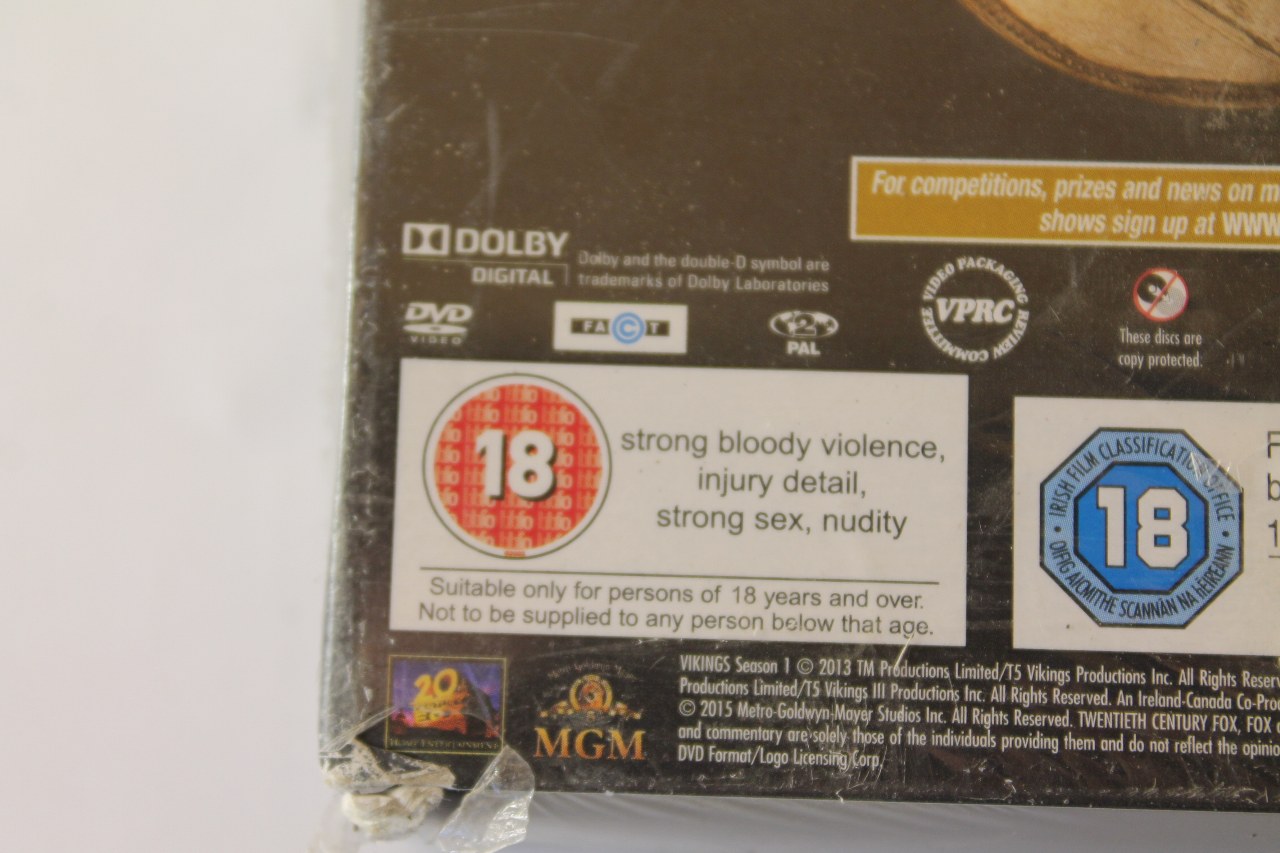 For competitions, prizes and news on m
shows sign up at WWW
DOLBY
DIGITAL
Dolby and the double-D symbol are
trademarks of Dolby Laboratories
DVD
VIDEO
FACT
2
PAL
VIDEO PACKAGING REVIEW COMMITTEE
VPRC
These discs are
copy protected.
18
strong bloody violence,
injury detail,
strong sex, nudity
Suitable only for persons of 18 years and over.
Not to be supplied to any person below that age.
IRISH FILM CLASSIFICATION OFFICE
18
OIFIG AICMITHE SCANNÁN NA hÉIREANN
20
HOME ENTERTAINMENT
MGM
VIKINGS Season 1 © 2013 TM Productions Limited/T5 Vikings Productions Inc. All Rights Reserv
Productions Limited/T5 Vikings III Productions Inc. All Rights Reserved. An Ireland-Canada Co-Prod
© 2015 Metro-Goldwyn-Mayer Studios Inc. All Rights Reserved. TWENTIETH CENTURY FOX, FOX
and commentary are solely those of the individuals providing them and do not reflect the opinio
DVD Format/Logo Licensing Corp.